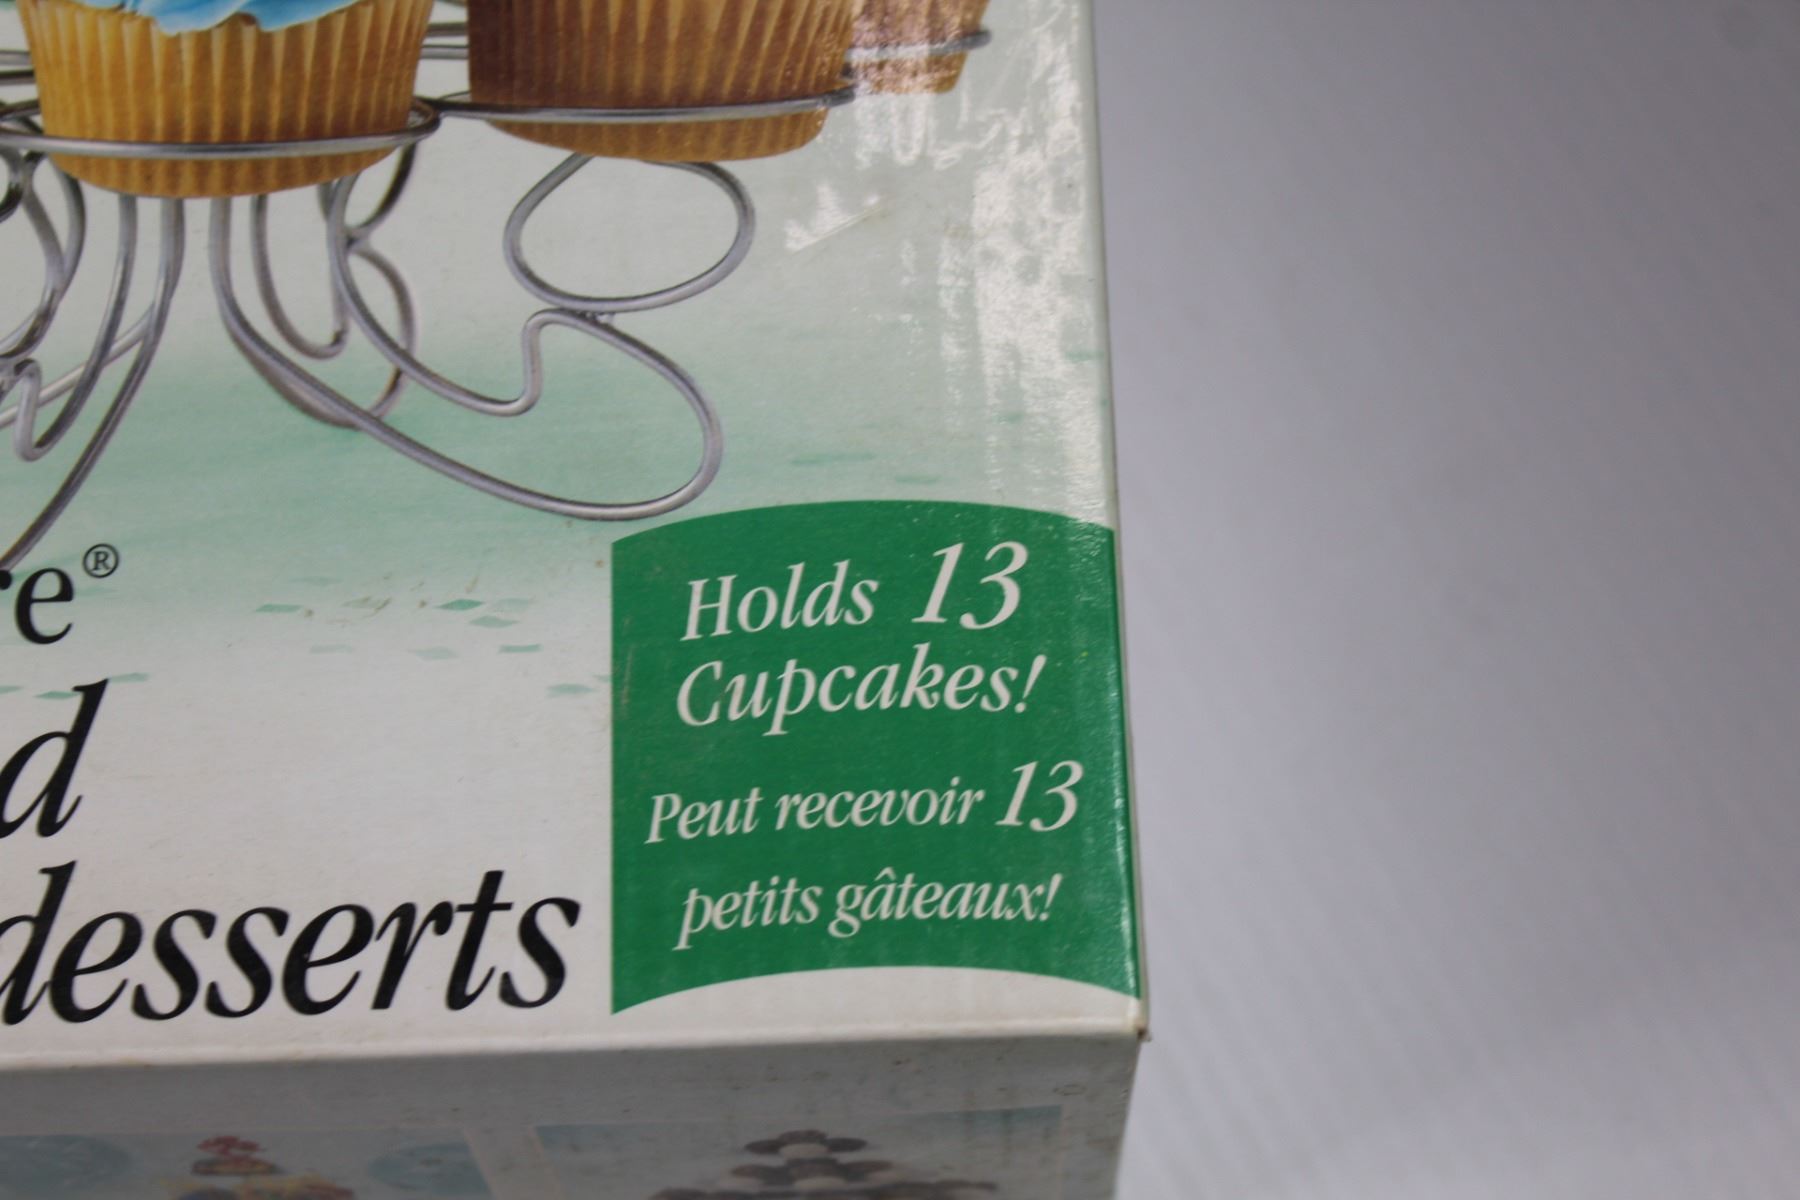 re®
d
desserts
Holds 13
Cupcakes!
Peut recevoir 13
petits gâteaux!